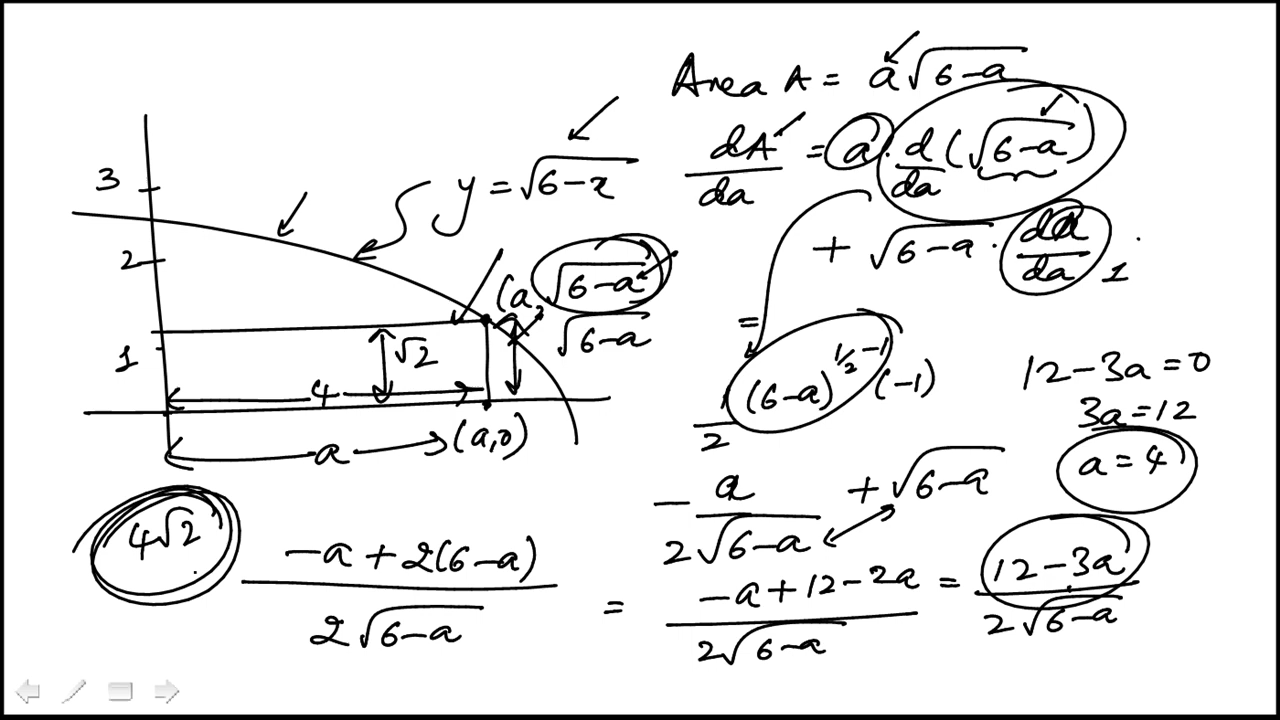 Area A = a√(6-a)
dA/da = a · d/da (√(6-a))
+ √(6-a) · da/da 1
=
1/2 (6-a)^(1/2-1) (-1)
- a/(2√(6-a)) + √(6-a)
y = √(6-x)
3
2
1
(a, √(6-a)
√(6-a)
√2
4
a
(a,0)
4√2
(-a+2(6-a))/(2√(6-a)) = (-a+12-2a)/(2√(6-a)) = (12-3a)/(2√(6-a))
12-3a=0
3a=12
a=4